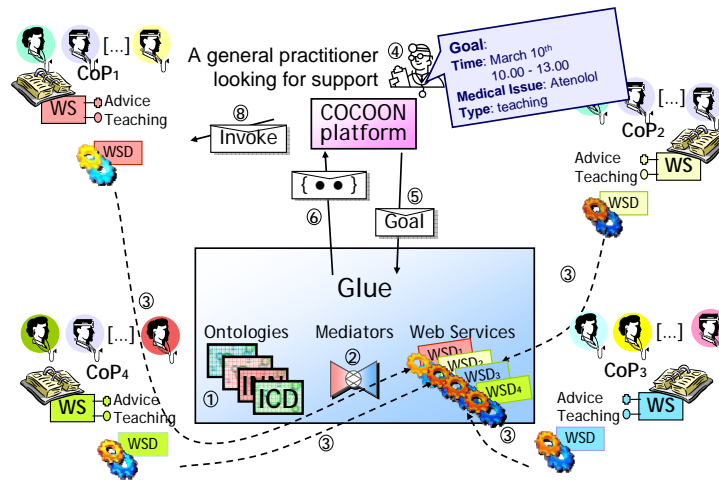 [...]
CoP1
WS
Advice
Teaching
WSD
A general practitioner
looking for support
④
Goal:
Time: March 10th
10.00 - 13.00
Medical Issue: Atenolol
Type: teaching
COCOON
platform
⑧
Invoke
{ ● ● }
⑥
⑤
Goal
[...]
CoP2
Advice
Teaching
WS
WSD
③
③
Glue
Ontologies
Mediators
Web Services
①
②
ICD
WSD1
WSD2
WSD3
WSD4
[...]
CoP4
WS
Advice
Teaching
WSD
③
③
[...]
CoP3
Advice
Teaching
WS
WSD